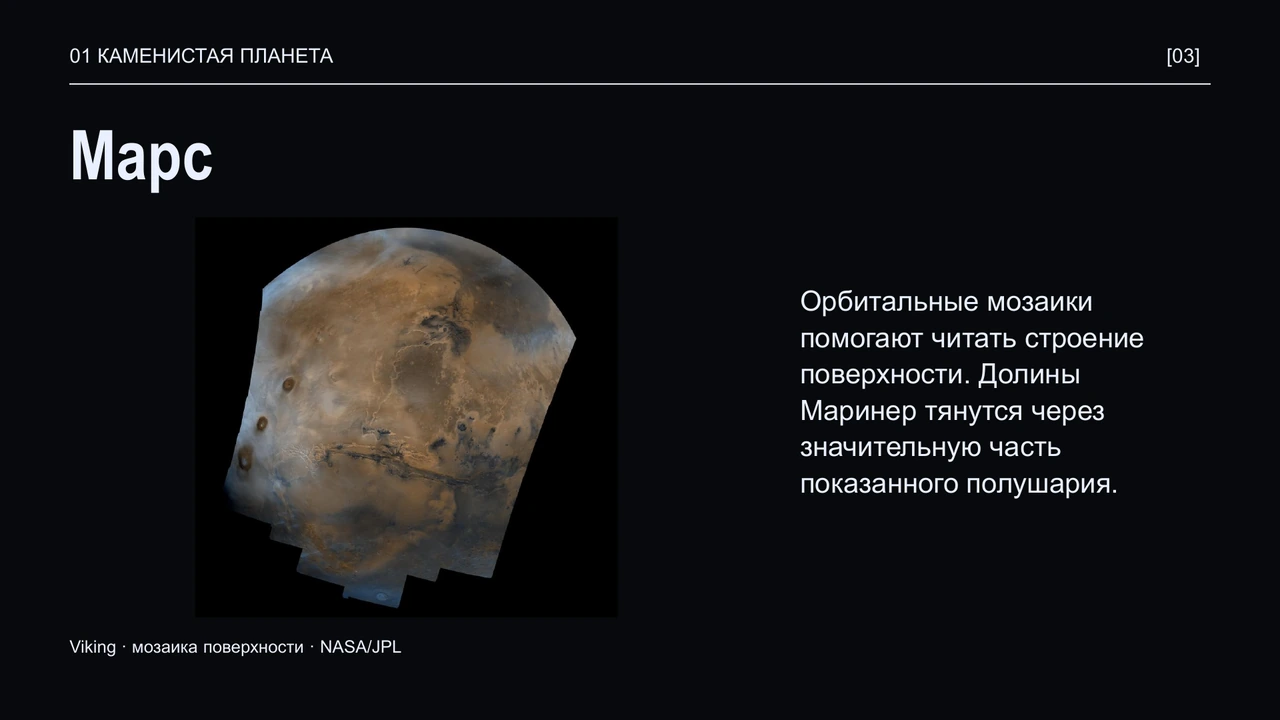 01 КАМЕНИСТАЯ ПЛАНЕТА [03]
Марс
Орбитальные мозаики
помогают читать строение
поверхности. Долины
Маринер тянутся через
значительную часть
показанного полушария.
Viking · мозаика поверхности · NASA/JPL